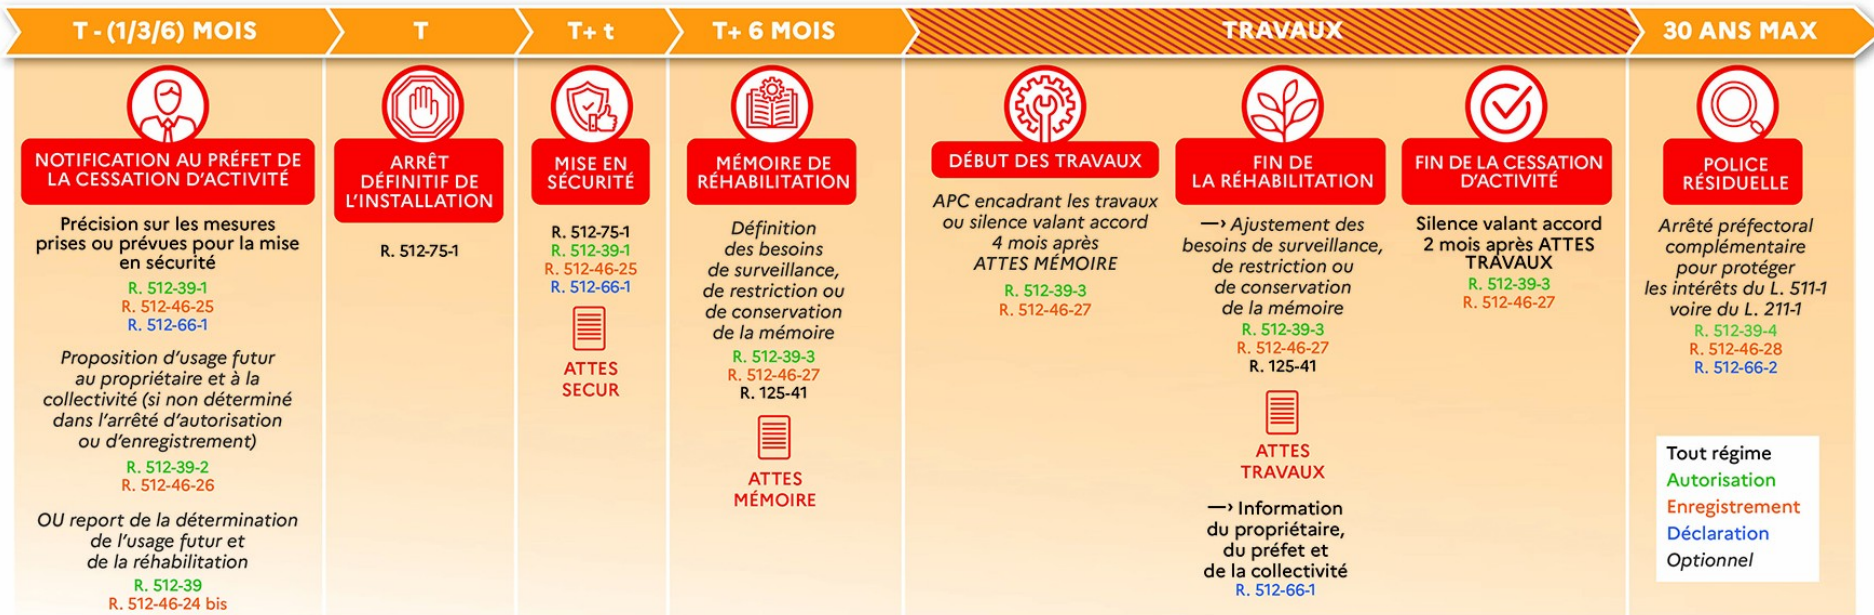 T - (1/3/6) MOIS
T
T+ t
T+ 6 MOIS
TRAVAUX
30 ANS MAX
NOTIFICATION AU PRÉFET DE
LA CESSATION D'ACTIVITÉ
Précision sur les mesures
prises ou prévues pour la mise
en sécurité
R. 512-39-1
R. 512-46-25
R. 512-66-1
Proposition d'usage futur
au propriétaire et à la
collectivité (si non déterminé
dans l'arrêté d'autorisation
ou d'enregistrement)
R. 512-39-2
R. 512-46-26
OU report de la détermination
de l'usage futur et
de la réhabilitation
R. 512-39
R. 512-46-24 bis
ARRÊT
DÉFINITIF DE
L'INSTALLATION
R. 512-75-1
MISE EN
SÉCURITÉ
R. 512-75-1
R. 512-39-1
R. 512-46-25
R. 512-66-1
ATTES
SECUR
MÉMOIRE DE
RÉHABILITATION
Définition
des besoins
de surveillance,
de restriction ou
de conservation
de la mémoire
R. 512-39-3
R. 512-46-27
R. 125-41
ATTES
MÉMOIRE
DÉBUT DES TRAVAUX
APC encadrant les travaux
ou silence valant accord
4 mois après
ATTES MÉMOIRE
R. 512-39-3
R. 512-46-27
FIN DE
LA RÉHABILITATION
—> Ajustement des
besoins de surveillance,
de restriction ou
de conservation
de la mémoire
R. 512-39-3
R. 512-46-27
R. 125-41
ATTES
TRAVAUX
—> Information
du propriétaire,
du préfet et
de la collectivité
R. 512-66-1
FIN DE LA CESSATION
D'ACTIVITÉ
Silence valant accord
2 mois après ATTES
TRAVAUX
R. 512-39-3
R. 512-46-27
POLICE
RÉSIDUELLE
Arrêté préfectoral
complémentaire
pour protéger
les intérêts du L. 511-1
voire du L. 211-1
R. 512-39-4
R. 512-46-28
R. 512-66-2
Tout régime
Autorisation
Enregistrement
Déclaration
Optionnel